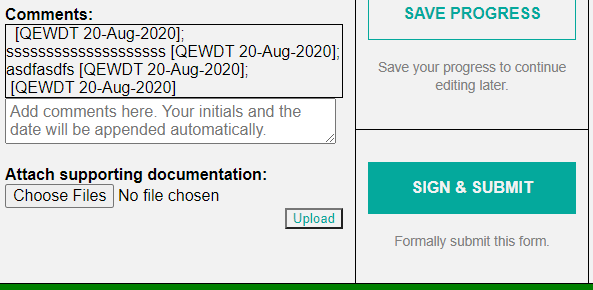 Comments:
[QEWDT 20-Aug-2020];
ssssssssssssssssssss [QEWDT 20-Aug-2020];
asdfasdfs [QEWDT 20-Aug-2020];
[QEWDT 20-Aug-2020]
Add comments here. Your initials and the
date will be appended automatically.
Attach supporting documentation:
Choose Files No file chosen
Upload
SAVE PROGRESS
Save your progress to continue
editing later.
SIGN & SUBMIT
Formally submit this form.